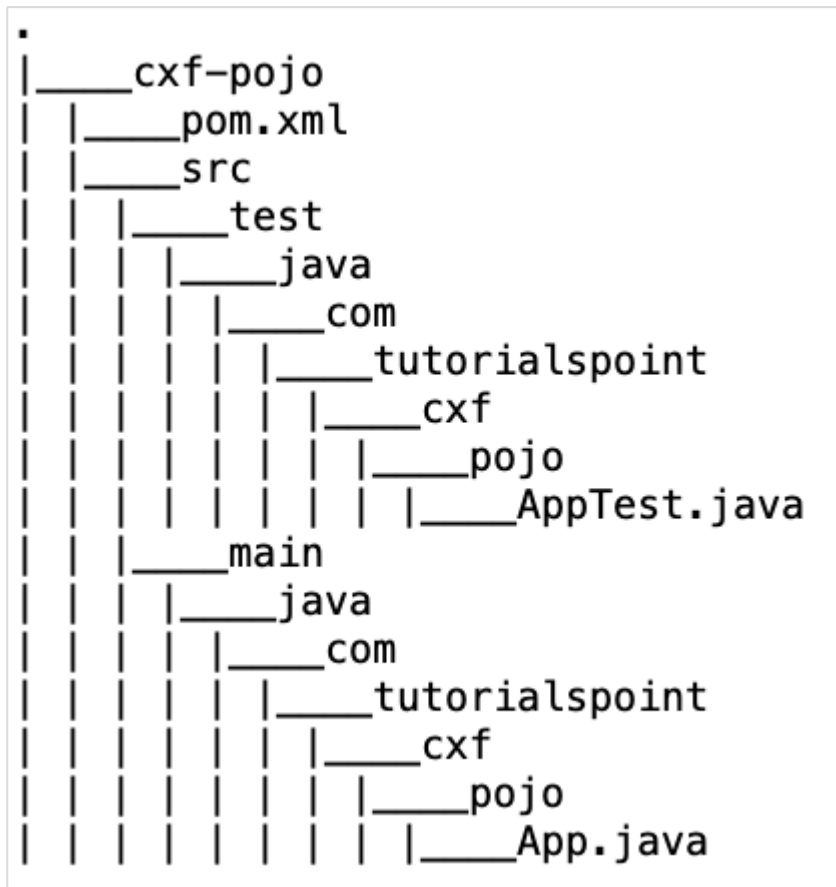 .
|____cxf-pojo
| |____pom.xml
| |____src
| | |____test
| | | |____java
| | | | |____com
| | | | | |____tutorialspoint
| | | | | | |____cxf
| | | | | | | |____pojo
| | | | | | | | |____AppTest.java
| | |____main
| | | |____java
| | | | |____com
| | | | | |____tutorialspoint
| | | | | | |____cxf
| | | | | | | |____pojo
| | | | | | | | |____App.java